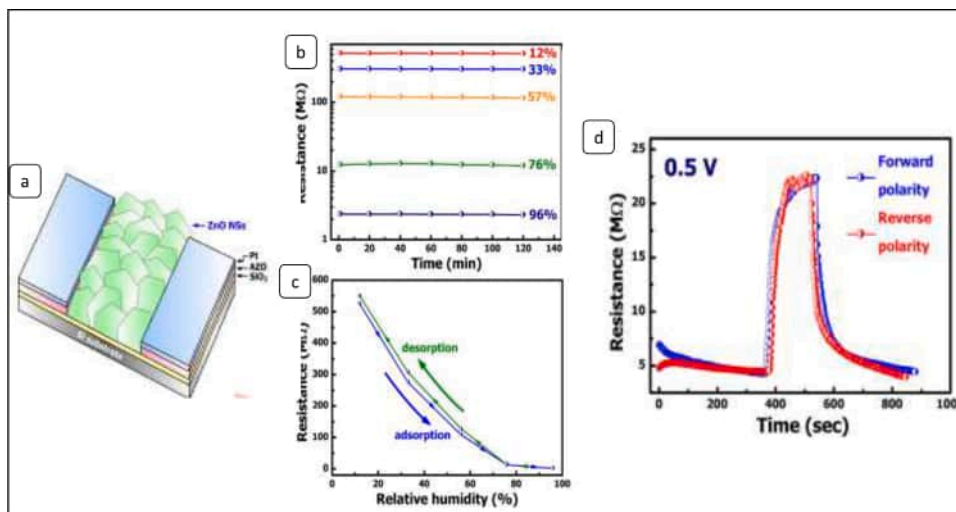 a
ZnO NSs
Pt
AZO
SiO₂
Si substrate
b
Resistance (MΩ)
100
10
1
12%
33%
57%
76%
96%
0 20 40 60 80 100 120 140
Time (min)
c
Resistance (MΩ)
600
500
400
300
200
100
0
desorption
adsorption
0 20 40 60 80 100
Relative humidity (%)
d
0.5 V
Forward
polarity
Reverse
polarity
Resistance (MΩ)
25
20
15
10
5
0 200 400 600 800 1000
Time (sec)